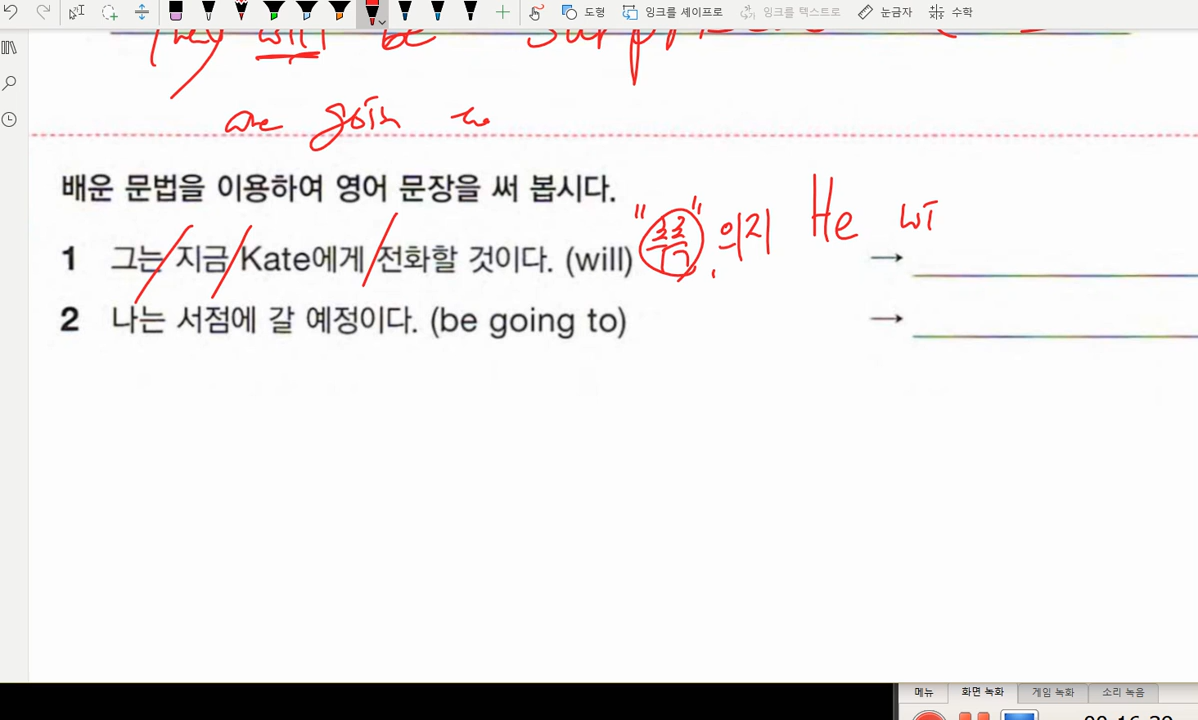 도형 잉크를 셰이프로 잉크를 텍스트로 눈금자 수학
They will be
are goin to
배운 문법을 이용하여 영어 문장을 써 봅시다.
1 그는 지금 Kate에게 전화할 것이다. (will) "꼭" 의지 → He wi
2 나는 서점에 갈 예정이다. (be going to) →
메뉴 화면 녹화 게임 녹화 소리 녹음